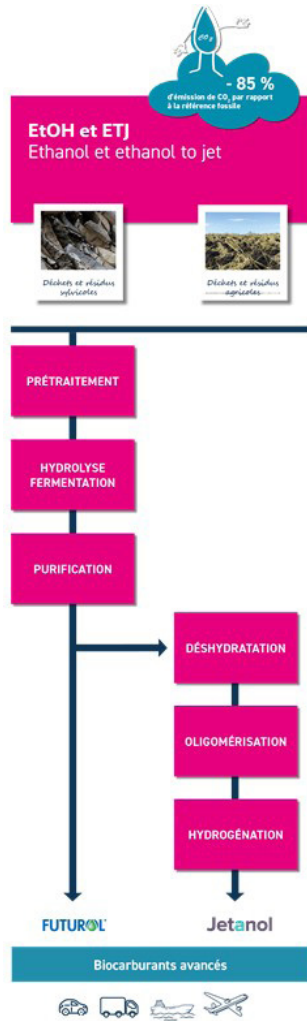 CO₂
- 85 %
d'émission de CO₂ par rapport
à la référence fossile
EtOH et ETJ
Ethanol et ethanol to jet
Déchets et résidus
sylvicoles
Déchets et résidus
agricoles
PRÉTRAITEMENT
HYDROLYSE
FERMENTATION
PURIFICATION
DÉSHYDRATATION
OLIGOMÉRISATION
HYDROGÉNATION
FUTUROL
Jetanol
Biocarburants avancés